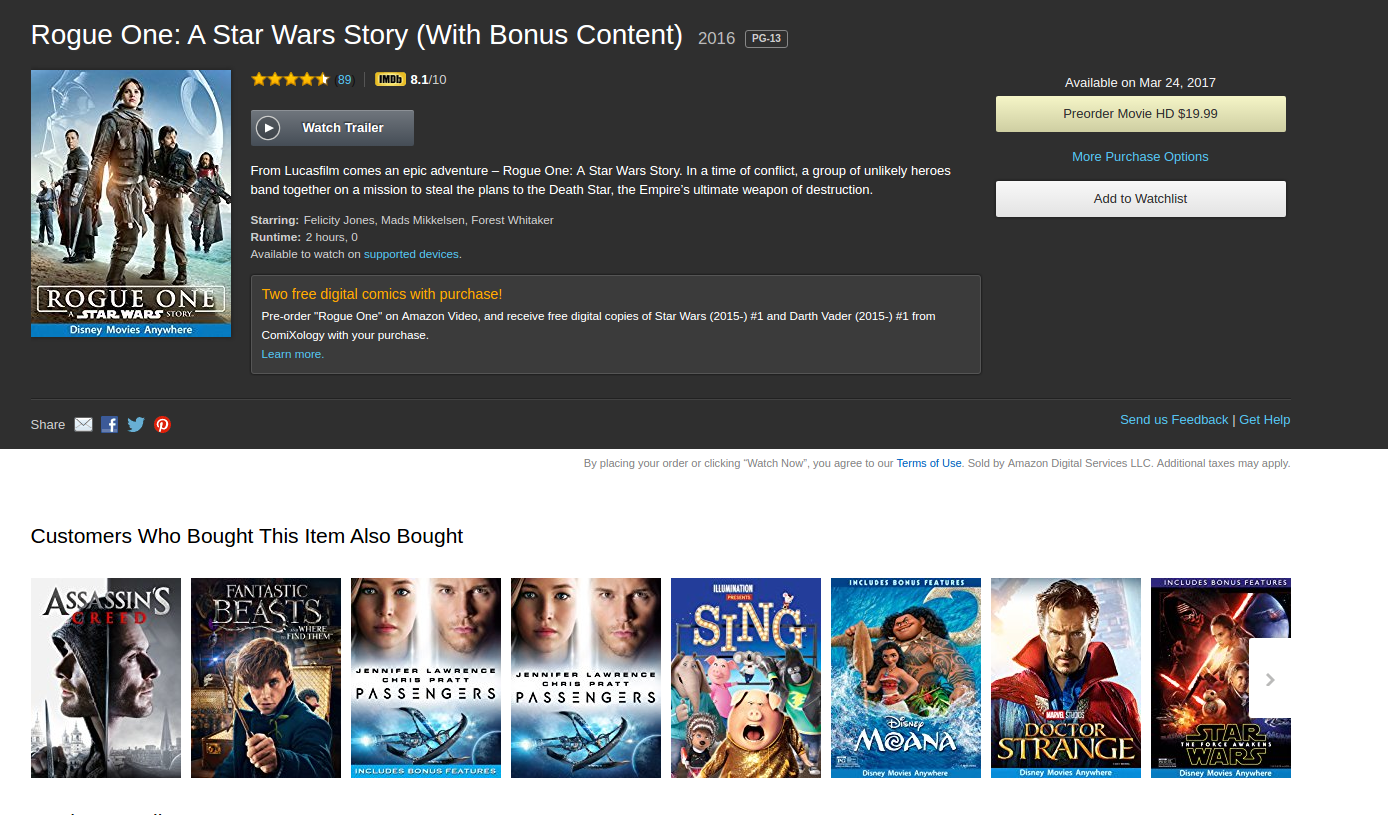 Rogue One: A Star Wars Story (With Bonus Content) 2016 PG-13
89 IMDb 8.1/10
Watch Trailer
From Lucasfilm comes an epic adventure – Rogue One: A Star Wars Story. In a time of conflict, a group of unlikely heroes
band together on a mission to steal the plans to the Death Star, the Empire's ultimate weapon of destruction.
Starring: Felicity Jones, Mads Mikkelsen, Forest Whitaker
Runtime: 2 hours, 0
Available to watch on supported devices.
Two free digital comics with purchase!
Pre-order "Rogue One" on Amazon Video, and receive free digital copies of Star Wars (2015-) #1 and Darth Vader (2015-) #1 from
ComiXology with your purchase.
Learn more.
ROGUE ONE
A STAR WARS STORY
Disney Movies Anywhere
Available on Mar 24, 2017
Preorder Movie HD $19.99
More Purchase Options
Add to Watchlist
Share
Send us Feedback | Get Help
By placing your order or clicking “Watch Now”, you agree to our Terms of Use. Sold by Amazon Digital Services LLC. Additional taxes may apply.
Customers Who Bought This Item Also Bought
ASSASSIN'S
CREED
FANTASTIC
BEASTS
AND WHERE
TO FIND THEM
JENNIFER LAWRENCE
CHRIS PRATT
PASSENGERS
INCLUDES BONUS FEATURES
JENNIFER LAWRENCE
CHRIS PRATT
PASSENGERS
ILLUMINATION
PRESENTS
SING
INCLUDES BONUS FEATURES
Disney
MOANA
Disney Movies Anywhere
MARVEL STUDIOS
DOCTOR
STRANGE
Disney Movies Anywhere
INCLUDES BONUS FEATURES
STAR
THE FORCE AWAKENS
WARS
Disney Movies Anywhere